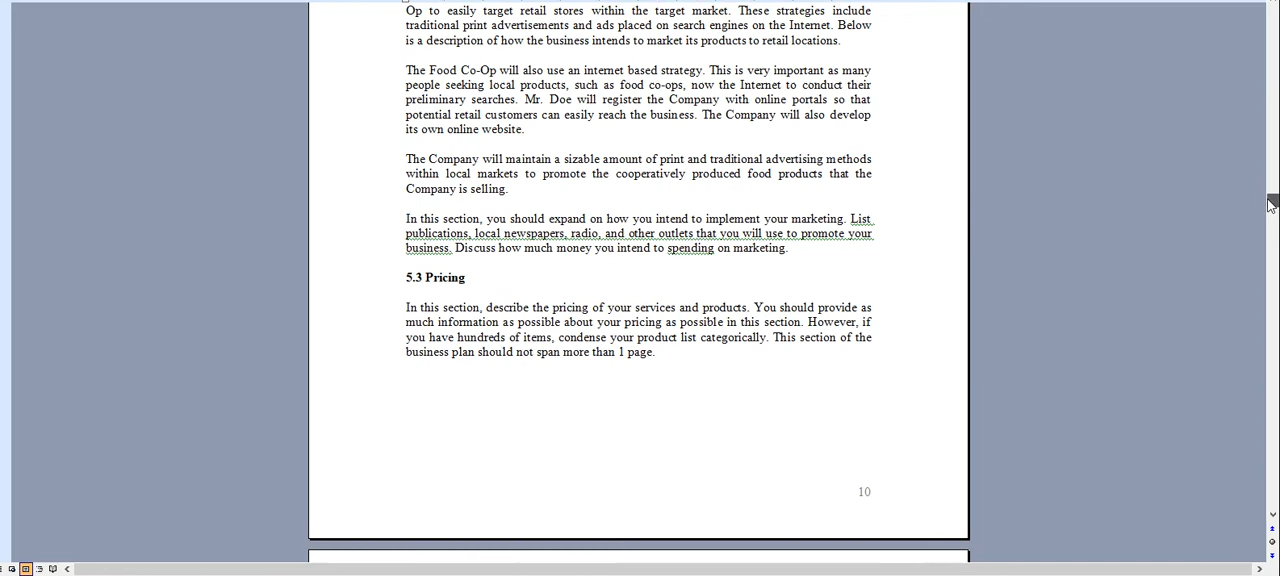 Op to easily target retail stores within the target market. These strategies include
traditional print advertisements and ads placed on search engines on the Internet. Below
is a description of how the business intends to market its products to retail locations.
The Food Co-Op will also use an internet based strategy. This is very important as many
people seeking local products, such as food co-ops, now the Internet to conduct their
preliminary searches. Mr. Doe will register the Company with online portals so that
potential retail customers can easily reach the business. The Company will also develop
its own online website.
The Company will maintain a sizable amount of print and traditional advertising methods
within local markets to promote the cooperatively produced food products that the
Company is selling.
In this section, you should expand on how you intend to implement your marketing. List
publications, local newspapers, radio, and other outlets that you will use to promote your
business. Discuss how much money you intend to spending on marketing.
5.3 Pricing
In this section, describe the pricing of your services and products. You should provide as
much information as possible about your pricing as possible in this section. However, if
you have hundreds of items, condense your product list categorically. This section of the
business plan should not span more than 1 page.
10